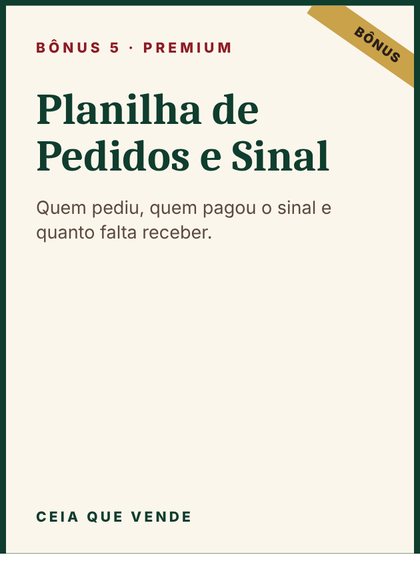 BÔNUS 5 · PREMIUM
BÔNUS
Planilha de
Pedidos e Sinal
Quem pediu, quem pagou o sinal e
quanto falta receber.
CEIA QUE VENDE